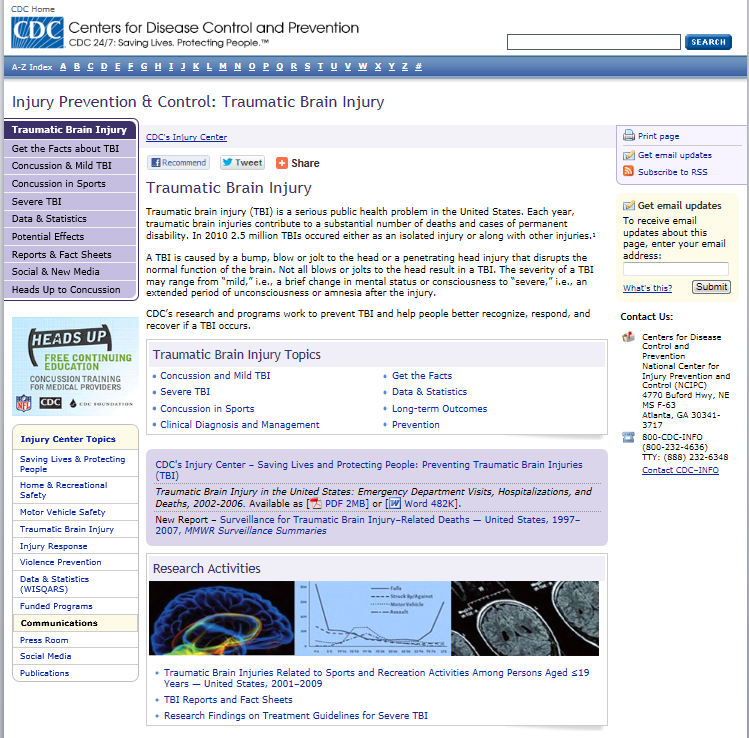 CDC Home
CDC
Centers for Disease Control and Prevention
CDC 24/7: Saving Lives. Protecting People.™
SEARCH
A-Z Index A B C D E F G H I J K L M N O P Q R S T U V W X Y Z #
Injury Prevention & Control: Traumatic Brain Injury
Traumatic Brain Injury
Get the Facts about TBI
Concussion & Mild TBI
Concussion in Sports
Severe TBI
Data & Statistics
Potential Effects
Reports & Fact Sheets
Social & New Media
Heads Up to Concussion
HEADS UP
FREE CONTINUING
EDUCATION
CONCUSSION TRAINING
FOR MEDICAL PROVIDERS
NFL CDC CDC FOUNDATION
Injury Center Topics
Saving Lives & Protecting
People
Home & Recreational
Safety
Motor Vehicle Safety
Traumatic Brain Injury
Injury Response
Violence Prevention
Data & Statistics
(WISQARS)
Funded Programs
Communications
Press Room
Social Media
Publications
CDC's Injury Center
Recommend Tweet Share
Traumatic Brain Injury
Traumatic brain injury (TBI) is a serious public health problem in the United States. Each year,
traumatic brain injuries contribute to a substantial number of deaths and cases of permanent
disability. In 2010 2.5 million TBIs occured either as an isolated injury or along with other injuries.¹
A TBI is caused by a bump, blow or jolt to the head or a penetrating head injury that disrupts the
normal function of the brain. Not all blows or jolts to the head result in a TBI. The severity of a TBI
may range from “mild,” i.e., a brief change in mental status or consciousness to “severe,” i.e., an
extended period of unconsciousness or amnesia after the injury.
CDC’s research and programs work to prevent TBI and help people better recognize, respond, and
recover if a TBI occurs.
Traumatic Brain Injury Topics
• Concussion and Mild TBI
• Severe TBI
• Concussion in Sports
• Clinical Diagnosis and Management
• Get the Facts
• Data & Statistics
• Long-term Outcomes
• Prevention
CDC's Injury Center – Saving Lives and Protecting People: Preventing Traumatic Brain Injuries
(TBI)
Traumatic Brain Injury in the United States: Emergency Department Visits, Hospitalizations, and
Deaths, 2002-2006. Available as [PDF 2MB] or [Word 482K].
New Report – Surveillance for Traumatic Brain Injury–Related Deaths — United States, 1997–
2007, MMWR Surveillance Summaries
Research Activities
Falls
Struck By/Against
Motor Vehicle
Assault
• Traumatic Brain Injuries Related to Sports and Recreation Activities Among Persons Aged ≤19
Years — United States, 2001–2009
• TBI Reports and Fact Sheets
• Research Findings on Treatment Guidelines for Severe TBI
Print page
Get email updates
Subscribe to RSS
Get email updates
To receive email
updates about this
page, enter your email
address:
What's this? Submit
Contact Us:
Centers for Disease
Control and
Prevention
National Center for
Injury Prevention and
Control (NCIPC)
4770 Buford Hwy, NE
MS F-63
Atlanta, GA 30341-
3717
800-CDC-INFO
(800-232-4636)
TTY: (888) 232-6348
Contact CDC–INFO